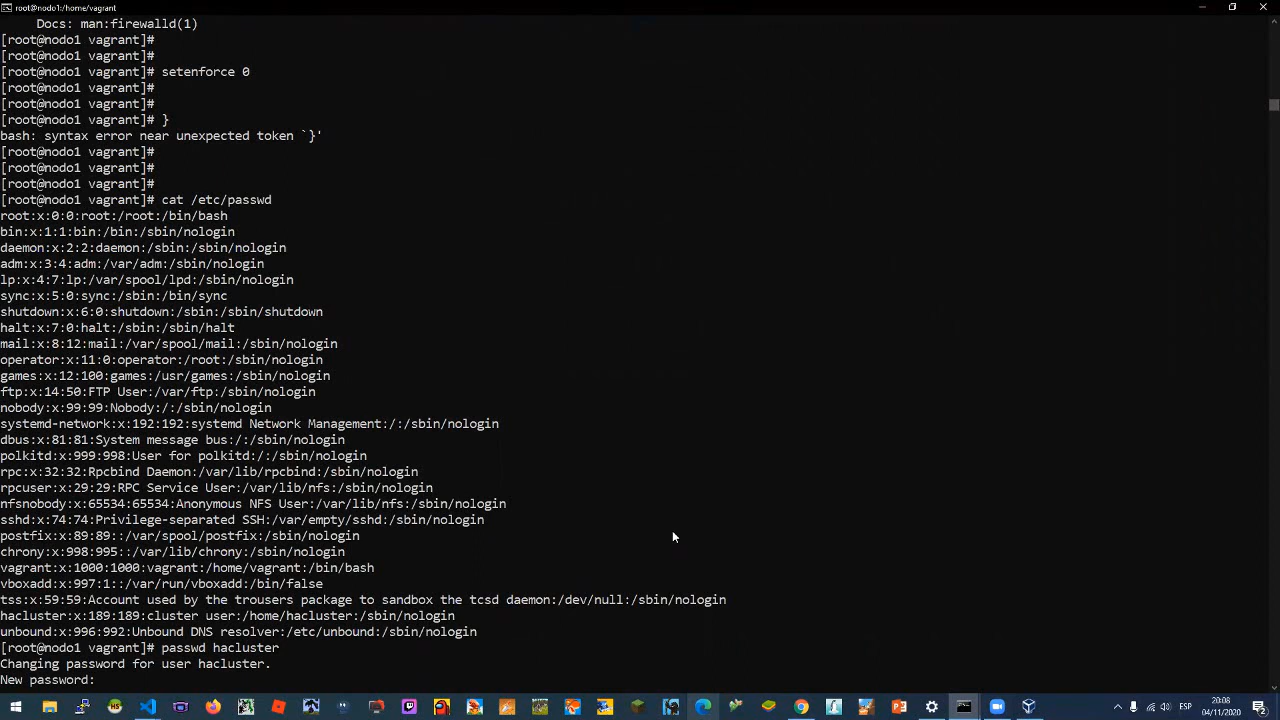 root@nodo1:/home/vagrant
Docs: man:firewalld(1)
[root@nodo1 vagrant]#
[root@nodo1 vagrant]#
[root@nodo1 vagrant]# setenforce 0
[root@nodo1 vagrant]#
[root@nodo1 vagrant]#
[root@nodo1 vagrant]# }
bash: syntax error near unexpected token `}'
[root@nodo1 vagrant]#
[root@nodo1 vagrant]#
[root@nodo1 vagrant]#
[root@nodo1 vagrant]# cat /etc/passwd
root:x:0:0:root:/root:/bin/bash
bin:x:1:1:bin:/bin:/sbin/nologin
daemon:x:2:2:daemon:/sbin:/sbin/nologin
adm:x:3:4:adm:/var/adm:/sbin/nologin
lp:x:4:7:lp:/var/spool/lpd:/sbin/nologin
sync:x:5:0:sync:/sbin:/bin/sync
shutdown:x:6:0:shutdown:/sbin:/sbin/shutdown
halt:x:7:0:halt:/sbin:/sbin/halt
mail:x:8:12:mail:/var/spool/mail:/sbin/nologin
operator:x:11:0:operator:/root:/sbin/nologin
games:x:12:100:games:/usr/games:/sbin/nologin
ftp:x:14:50:FTP User:/var/ftp:/sbin/nologin
nobody:x:99:99:Nobody:/:/sbin/nologin
systemd-network:x:192:192:systemd Network Management:/:/sbin/nologin
dbus:x:81:81:System message bus:/:/sbin/nologin
polkitd:x:999:998:User for polkitd:/:/sbin/nologin
rpc:x:32:32:Rpcbind Daemon:/var/lib/rpcbind:/sbin/nologin
rpcuser:x:29:29:RPC Service User:/var/lib/nfs:/sbin/nologin
nfsnobody:x:65534:65534:Anonymous NFS User:/var/lib/nfs:/sbin/nologin
sshd:x:74:74:Privilege-separated SSH:/var/empty/sshd:/sbin/nologin
postfix:x:89:89::/var/spool/postfix:/sbin/nologin
chrony:x:998:995::/var/lib/chrony:/sbin/nologin
vagrant:x:1000:1000:vagrant:/home/vagrant:/bin/bash
vboxadd:x:997:1::/var/run/vboxadd:/bin/false
tss:x:59:59:Account used by the trousers package to sandbox the tcsd daemon:/dev/null:/sbin/nologin
hacluster:x:189:189:cluster user:/home/hacluster:/sbin/nologin
unbound:x:996:992:Unbound DNS resolver:/etc/unbound:/sbin/nologin
[root@nodo1 vagrant]# passwd hacluster
Changing password for user hacluster.
New password:
ESP
20:08
04/11/2020